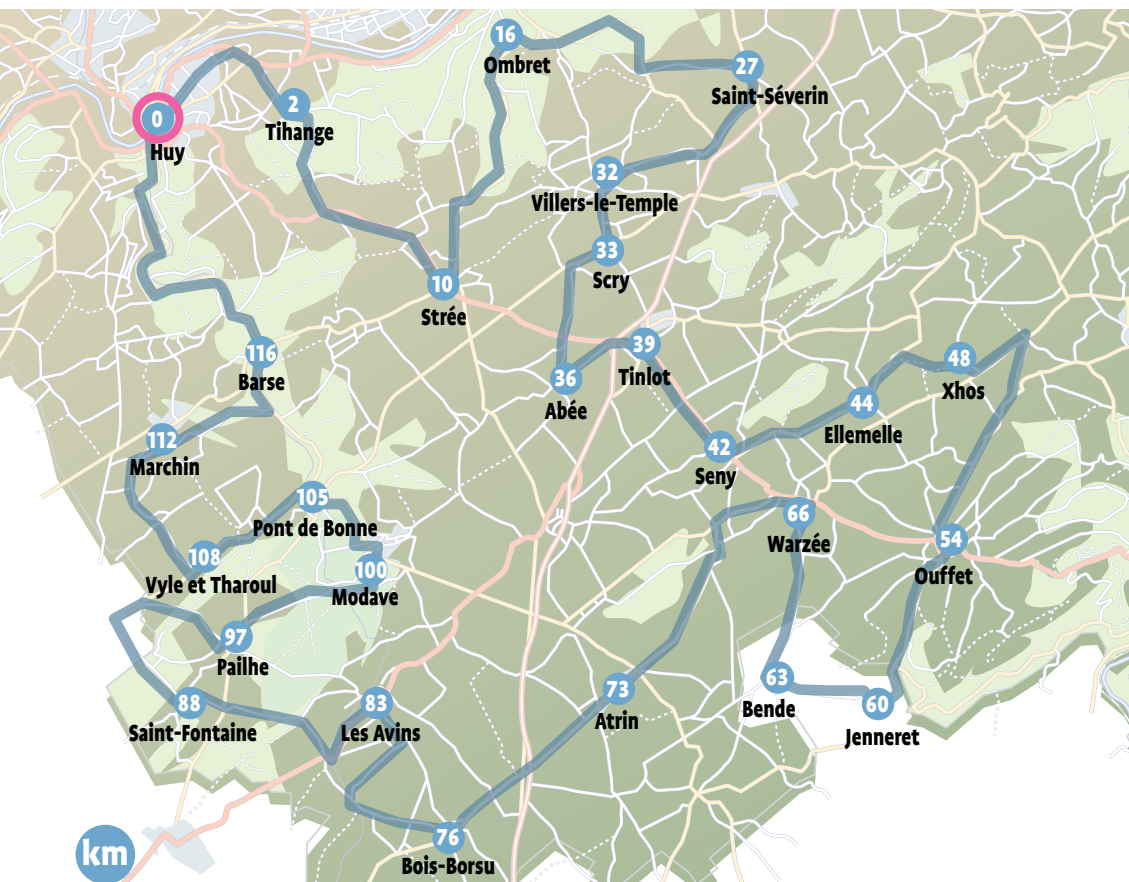 16
Ombret
27
Saint-Séverin
0
Huy
2
Tihange
32
Villers-le-Temple
33
Scry
10
Strée
116
Barse
39
Tinlot
36
Abée
48
Xhos
44
Ellemelle
42
Seny
112
Marchin
105
Pont de Bonne
66
Warzée
54
Ouffet
108
Vyle et Tharoul
100
Modave
97
Pailhe
88
Saint-Fontaine
83
Les Avins
73
Atrin
63
Bende
60
Jenneret
76
Bois-Borsu
km